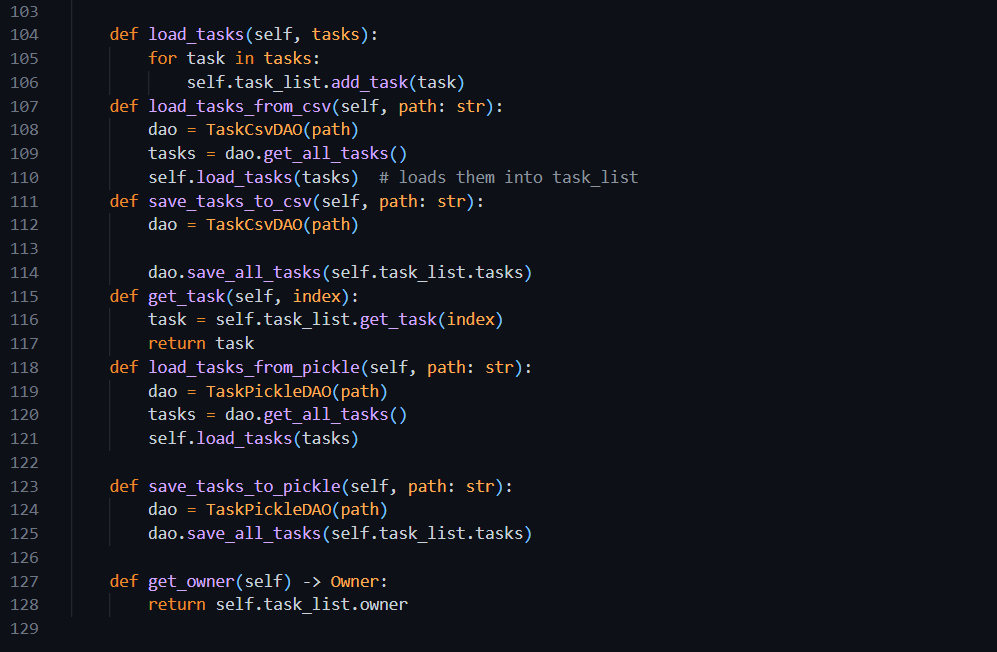 103
104 def load_tasks(self, tasks):
105 for task in tasks:
106 self.task_list.add_task(task)
107 def load_tasks_from_csv(self, path: str):
108 dao = TaskCsvDAO(path)
109 tasks = dao.get_all_tasks()
110 self.load_tasks(tasks)  # loads them into task_list
111 def save_tasks_to_csv(self, path: str):
112 dao = TaskCsvDAO(path)
113
114 dao.save_all_tasks(self.task_list.tasks)
115 def get_task(self, index):
116 task = self.task_list.get_task(index)
117 return task
118 def load_tasks_from_pickle(self, path: str):
119 dao = TaskPickleDAO(path)
120 tasks = dao.get_all_tasks()
121 self.load_tasks(tasks)
122
123 def save_tasks_to_pickle(self, path: str):
124 dao = TaskPickleDAO(path)
125 dao.save_all_tasks(self.task_list.tasks)
126
127 def get_owner(self) -> Owner:
128 return self.task_list.owner
129